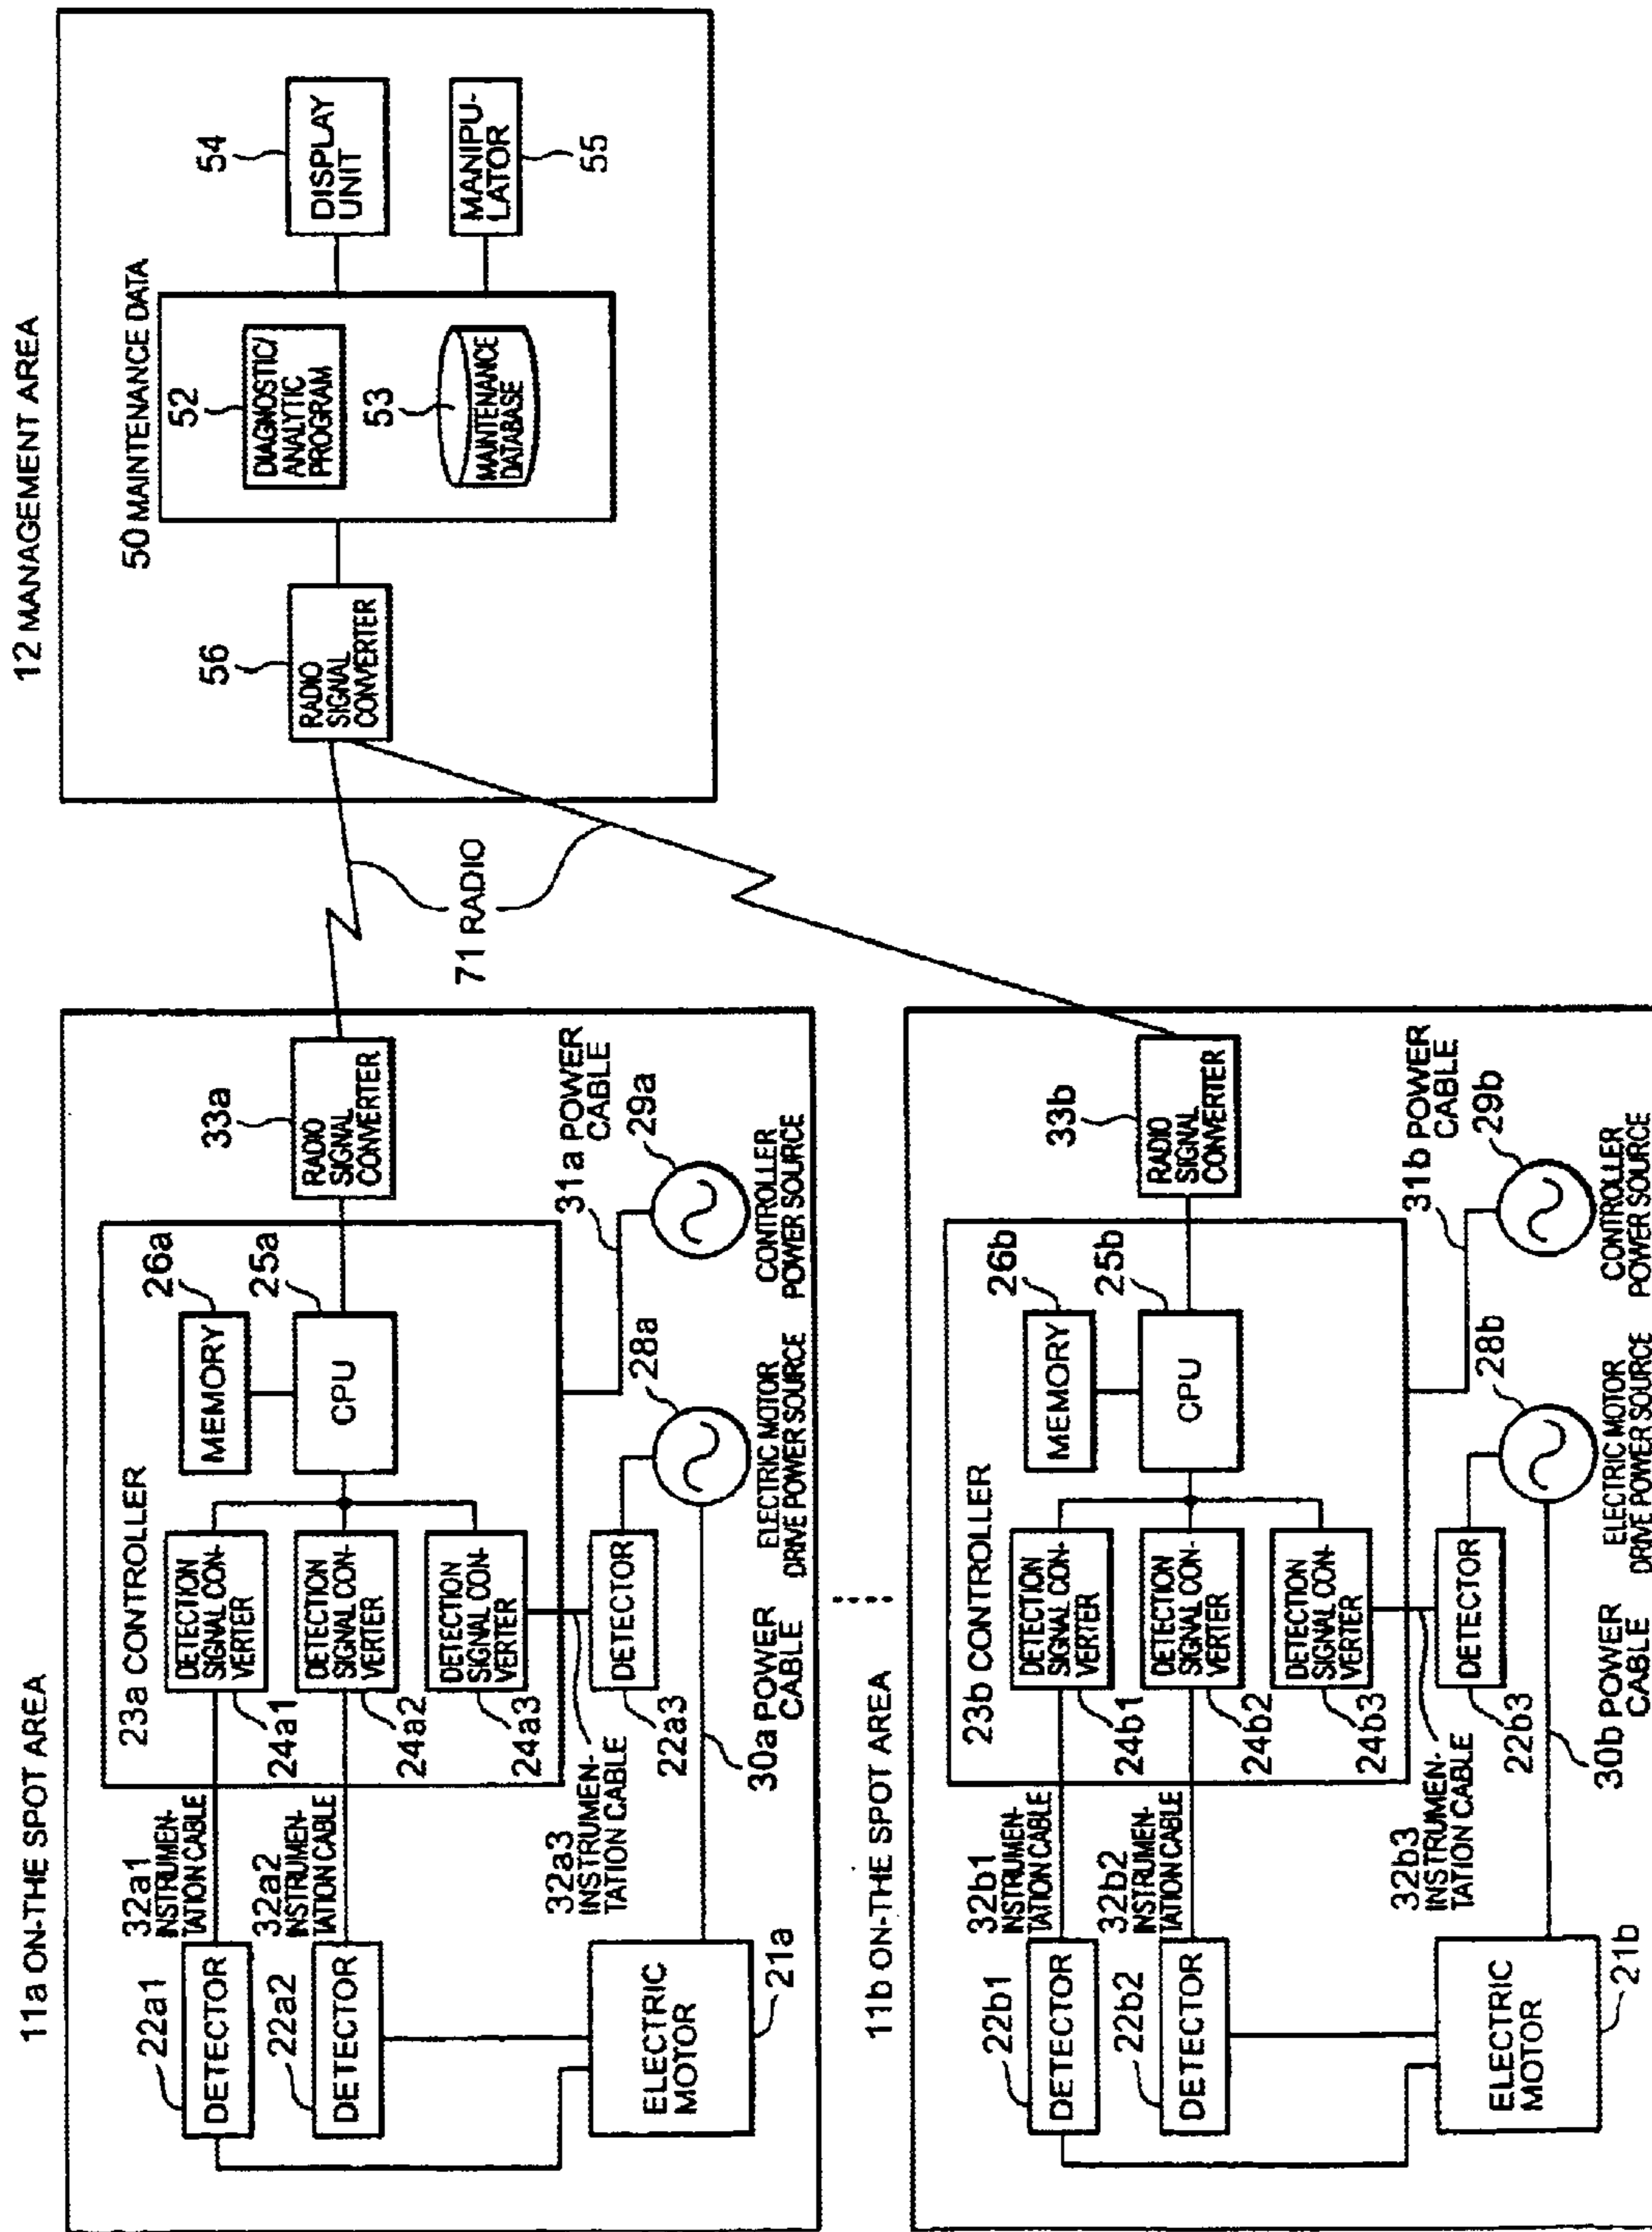 12 MANAGEMENT AREA
50 MAINTENANCE DATA
56
RADIO
SIGNAL
CONVERTER
52
DIAGNOSTIC/
ANALYTIC
PROGRAM
53
MAINTENANCE
DATABASE
54
DISPLAY
UNIT
MANIPU-
LATOR
55
71 RADIO
11a ON-THE SPOT AREA
22a1
DETECTOR
32a1
INSTRUMEN-
TATION CABLE
22a2
DETECTOR
32a2
INSTRUMEN-
TATION CABLE
23a CONTROLLER
DETECTION
SIGNAL CON-
VERTER
24a1
DETECTION
SIGNAL CON-
VERTER
24a2
DETECTION
SIGNAL CON-
VERTER
24a3
MEMORY
26a
CPU
25a
33a
RADIO
SIGNAL
CONVERTER
32a3
INSTRUMEN-
TATION CABLE
DETECTOR
22a3
31a POWER
CABLE
28a
29a
ELECTRIC
MOTOR
21a
30a POWER
CABLE
ELECTRIC MOTOR
DRIVE POWER SOURCE
CONTROLLER
POWER SOURCE
11b ON-THE SPOT AREA
22b1
DETECTOR
32b1
INSTRUMEN-
TATION CABLE
22b2
DETECTOR
32b2
INSTRUMEN-
TATION CABLE
23b CONTROLLER
DETECTION
SIGNAL CON-
VERTER
24b1
DETECTION
SIGNAL CON-
VERTER
24b2
DETECTION
SIGNAL CON-
VERTER
24b3
MEMORY
26b
CPU
25b
33b
RADIO
SIGNAL
CONVERTER
32b3
INSTRUMEN-
TATION CABLE
DETECTOR
22b3
31b POWER
CABLE
28b
29b
ELECTRIC
MOTOR
21b
30b POWER
CABLE
ELECTRIC MOTOR
DRIVE POWER SOURCE
CONTROLLER
POWER SOURCE